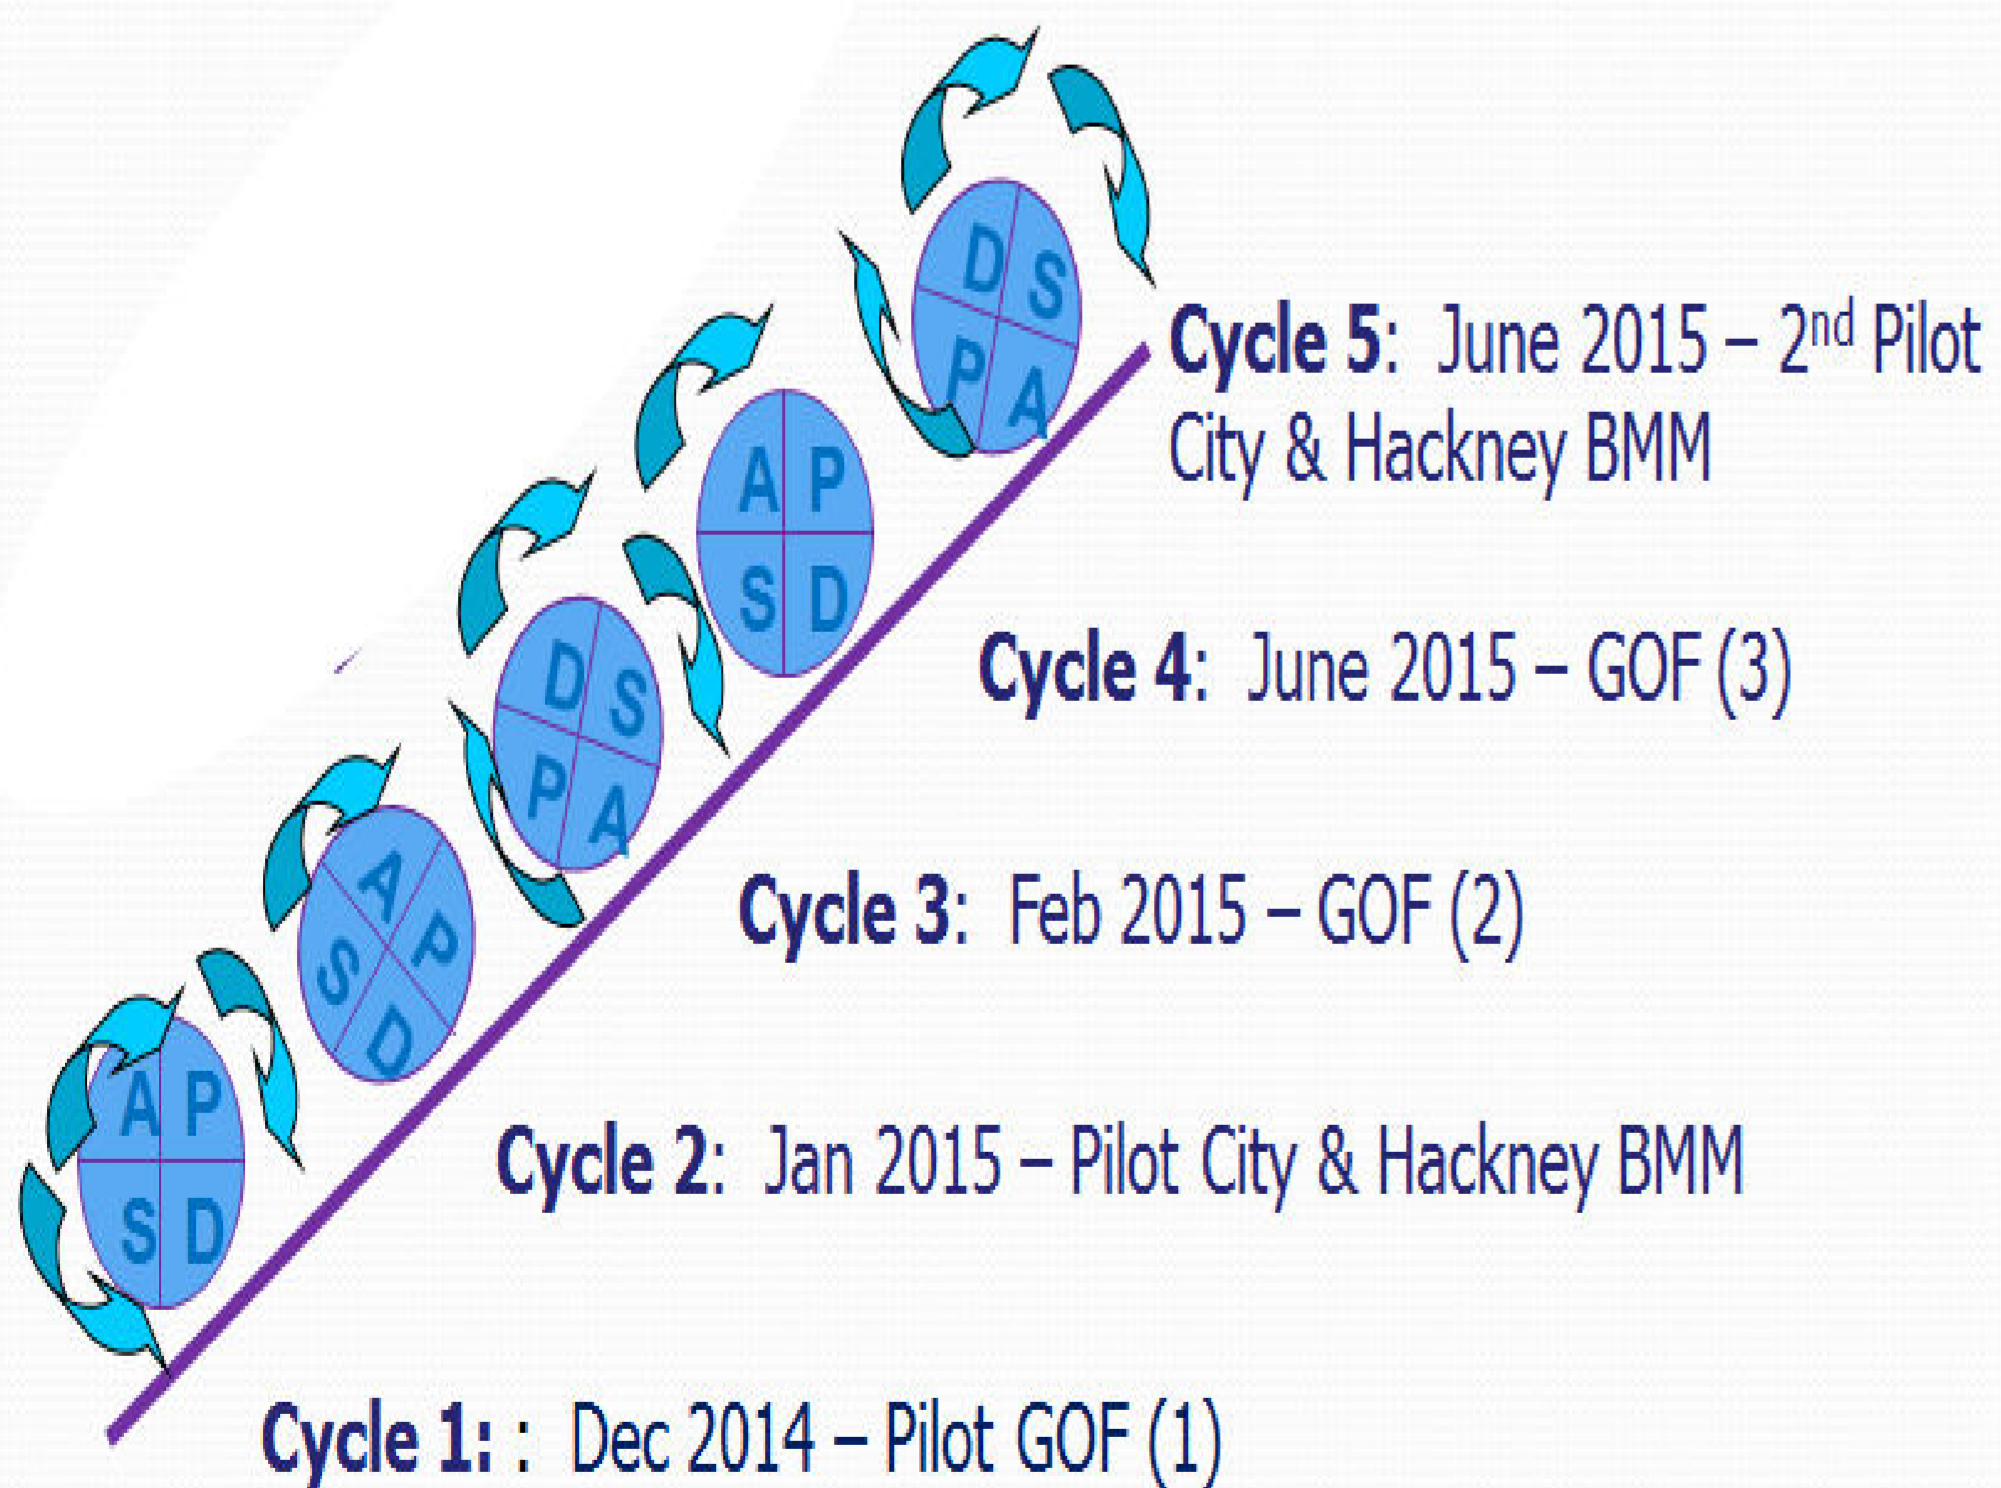 D S
P A
Cycle 5:  June 2015 – 2nd Pilot
City & Hackney BMM
A P
S D
Cycle 4:  June 2015 – GOF (3)
D S
P A
Cycle 3:  Feb 2015 – GOF (2)
A P
S D
Cycle 2:  Jan 2015 – Pilot City & Hackney BMM
A P
S D
Cycle 1: :  Dec 2014 – Pilot GOF (1)